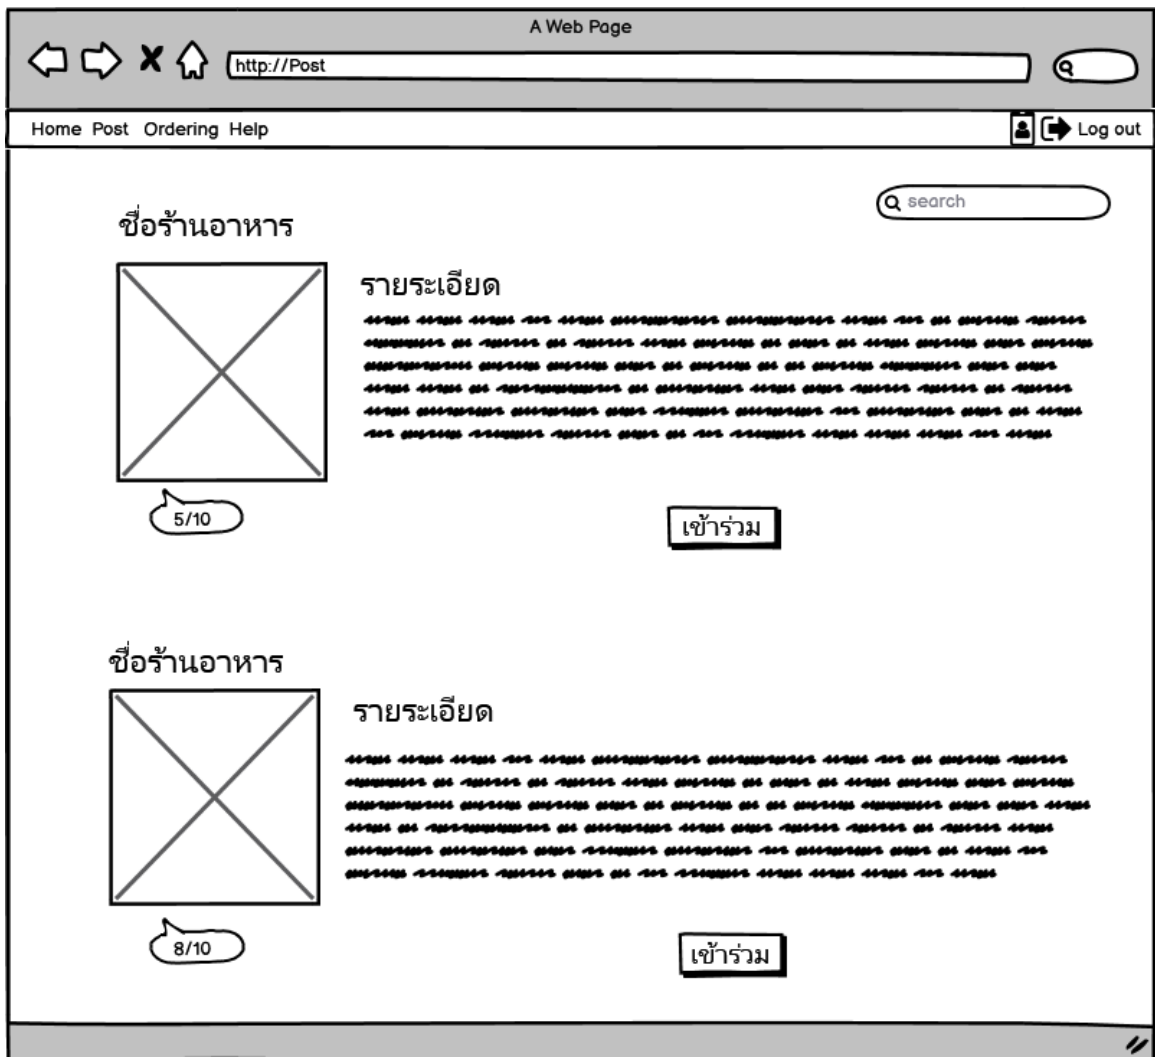 A Web Page
http://Post
Home Post Ordering Help Log out
search
ชื่อร้านอาหาร
รายระเอียด
5/10
เข้าร่วม
ชื่อร้านอาหาร
รายระเอียด
8/10
เข้าร่วม